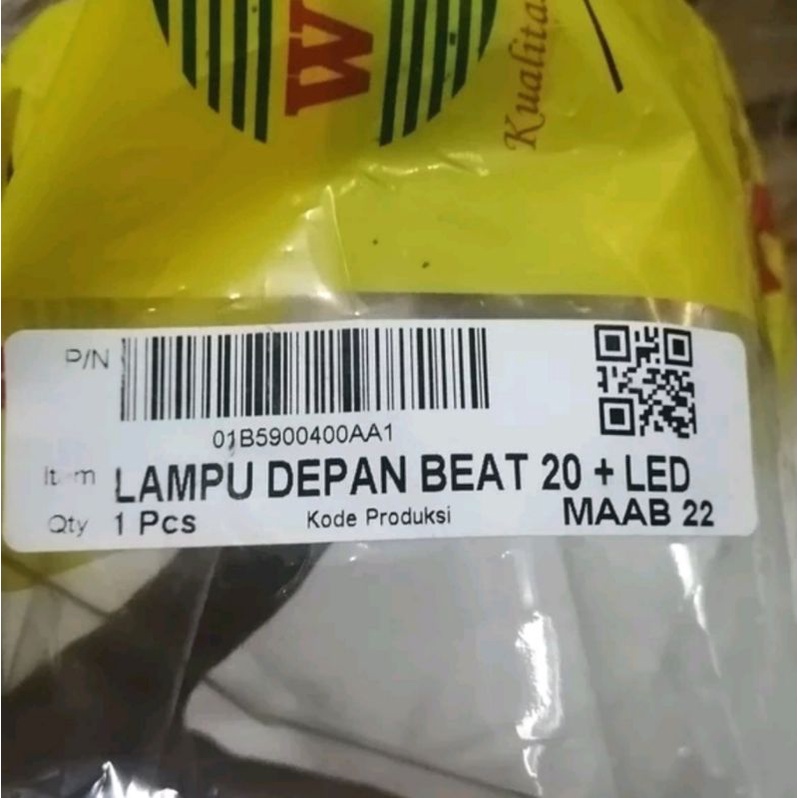 W
Kualitas
P/N
01B5900400AA1
Item LAMPU DEPAN BEAT 20 + LED
Qty 1 Pcs Kode Produksi MAAB 22